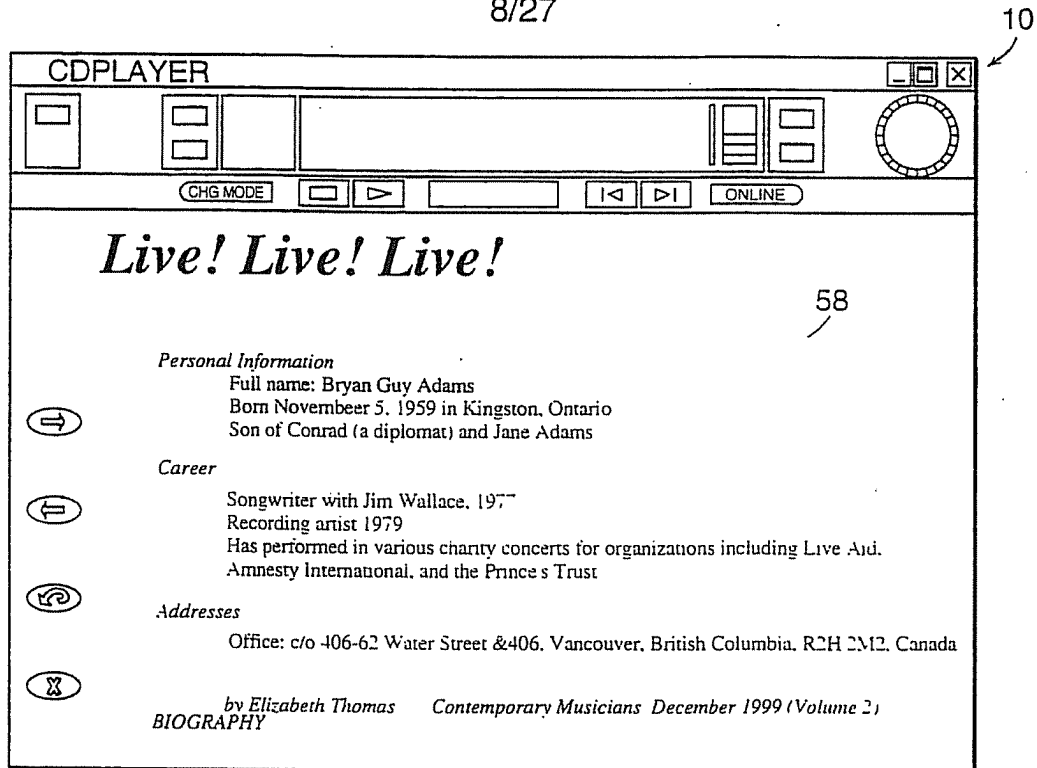 8/27
10
CDPLAYER
CHG MODE
ONLINE
Live! Live! Live!
58
Personal Information
Full name: Bryan Guy Adams
Born Novembeer 5, 1959 in Kingston, Ontario
Son of Conrad (a diplomat) and Jane Adams
Career
Songwriter with Jim Wallace, 1977
Recording artist 1979
Has performed in various charity concerts for organizations including Live Aid,
Amnesty International, and the Prince s Trust
Addresses
Office: c/o 406-62 Water Street &406, Vancouver, British Columbia, R2H 2M2, Canada
X
by Elizabeth Thomas Contemporary Musicians December 1999 (Volume 2)
BIOGRAPHY